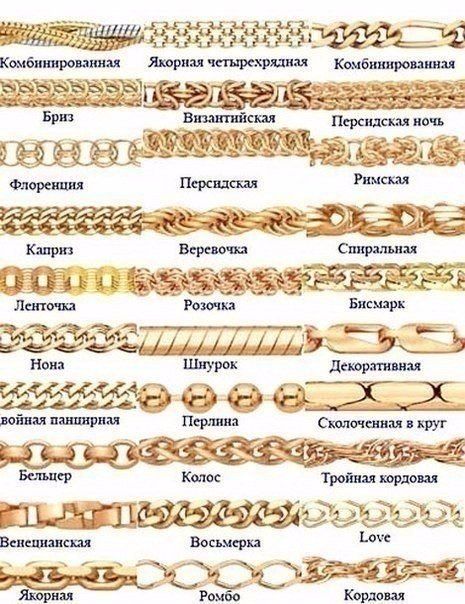 Комбинированная Якорная четырехрядная Комбинированная
Бриз Византийская Персидская ночь
Флоренция Персидская Римская
Каприз Веревочка Спиральная
Ленточка Розочка Бисмарк
Нона Шнурок Декоративная
войная панцирная Перлина Сколоченная в круг
Бельцер Колос Тройная кордовая
Венецианская Восьмерка Love
Якорная Ромбо Кордовая